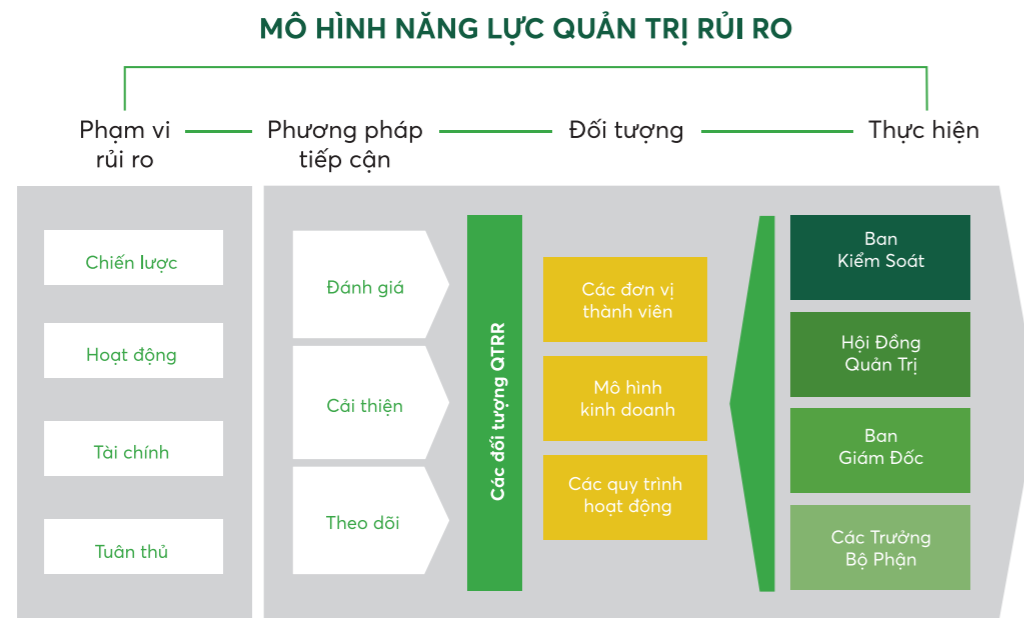 MÔ HÌNH NĂNG LỰC QUẢN TRỊ RỦI RO
Phạm vi
rủi ro
Phương pháp
tiếp cận
Đối tượng
Thực hiện
Chiến lược
Hoạt động
Tài chính
Tuân thủ
Đánh giá
Cải thiện
Theo dõi
Các đối tượng QTRR
Các đơn vị
thành viên
Mô hình
kinh doanh
Các quy trình
hoạt động
Ban
Kiểm Soát
Hội Đồng
Quản Trị
Ban
Giám Đốc
Các Trưởng
Bộ Phận